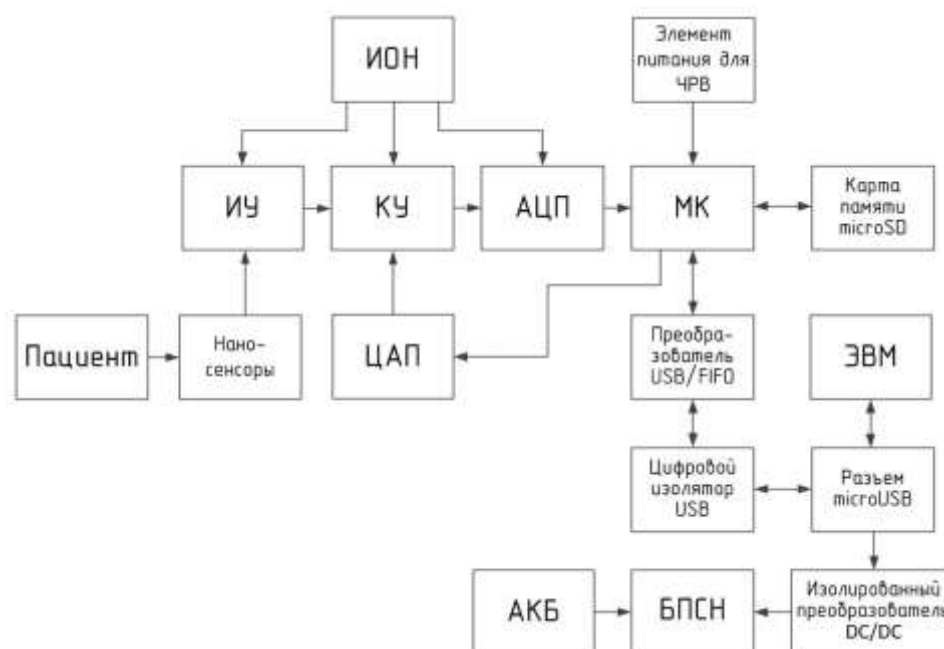 ИОН
Элемент
питания для
ЧРВ
ИУ
КУ
АЦП
МК
Карта
памяти
microSD
Пациент
Нано-
сенсоры
ЦАП
Преобра-
зователь
USB/FIFO
ЭВМ
Цифровой
изолятор
USB
Разъем
microUSB
АКБ
БПСН
Изолированный
преобразователь
DC/DC